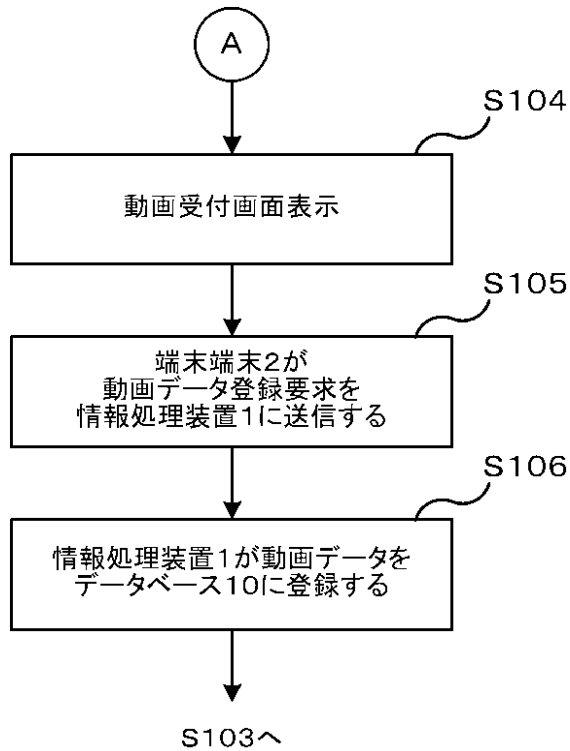 A
S104
動画受付画面表示
S105
端末端末2が
動画データ登録要求を
情報処理装置1に送信する
S106
情報処理装置1が動画データを
データベース10に登録する
S103へ